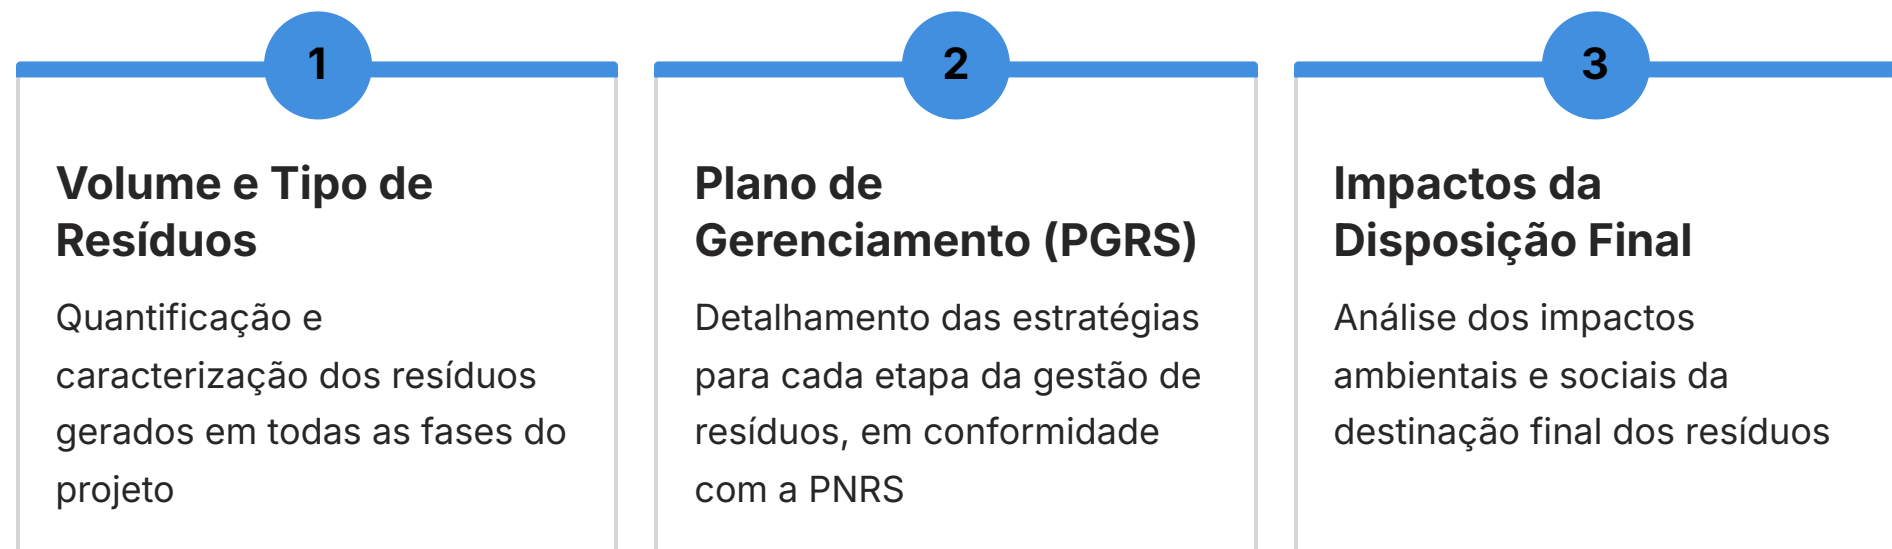 1
Volume e Tipo de
Resíduos
Quantificação e
caracterização dos resíduos
gerados em todas as fases do
projeto
2
Plano de
Gerenciamento (PGRS)
Detalhamento das estratégias
para cada etapa da gestão de
resíduos, em conformidade
com a PNRS
3
Impactos da
Disposição Final
Análise dos impactos
ambientais e sociais da
destinação final dos resíduos